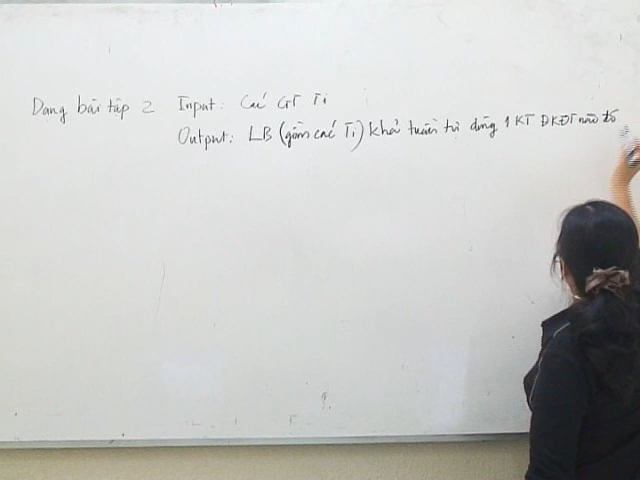 Dạng bài tập 2 Input: Các GT Ti
Output: LB (gồm các Ti) khả tuần tự dùng 1 KT ĐKĐT nào đó